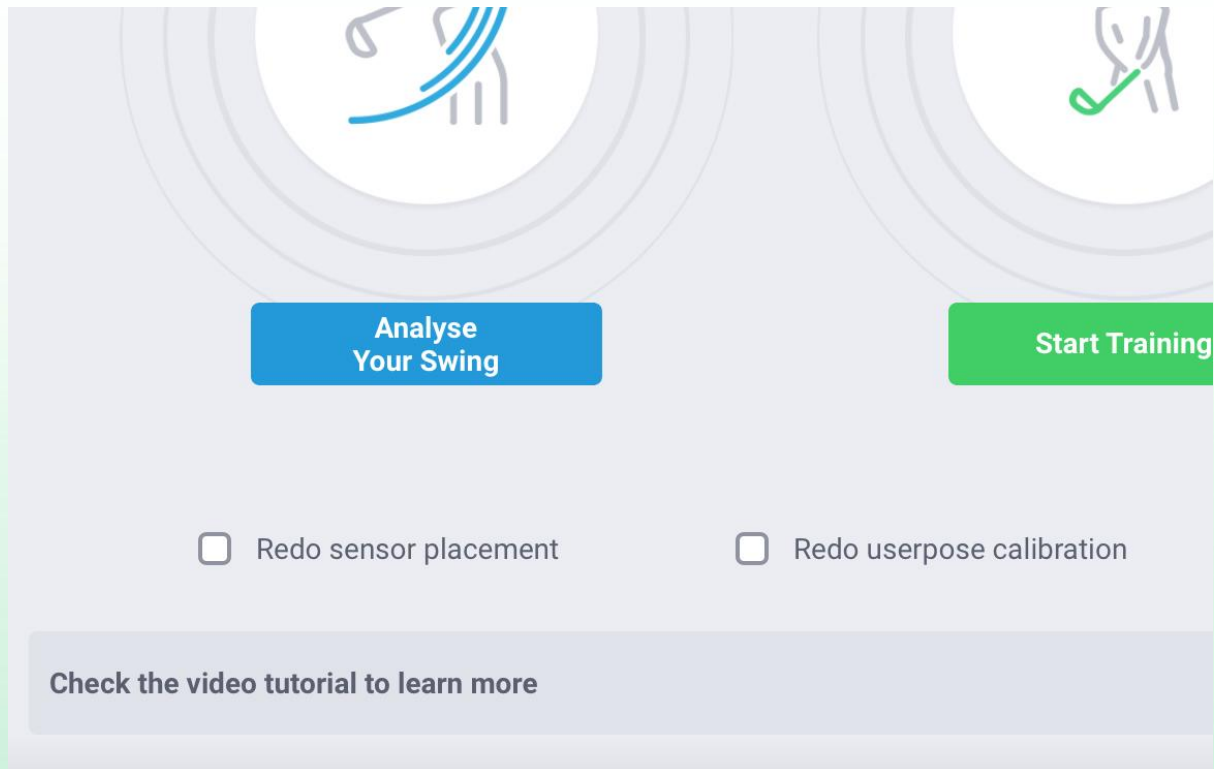 Analyse
Your Swing
Start Training
Redo sensor placement
Redo userpose calibration
Check the video tutorial to learn more